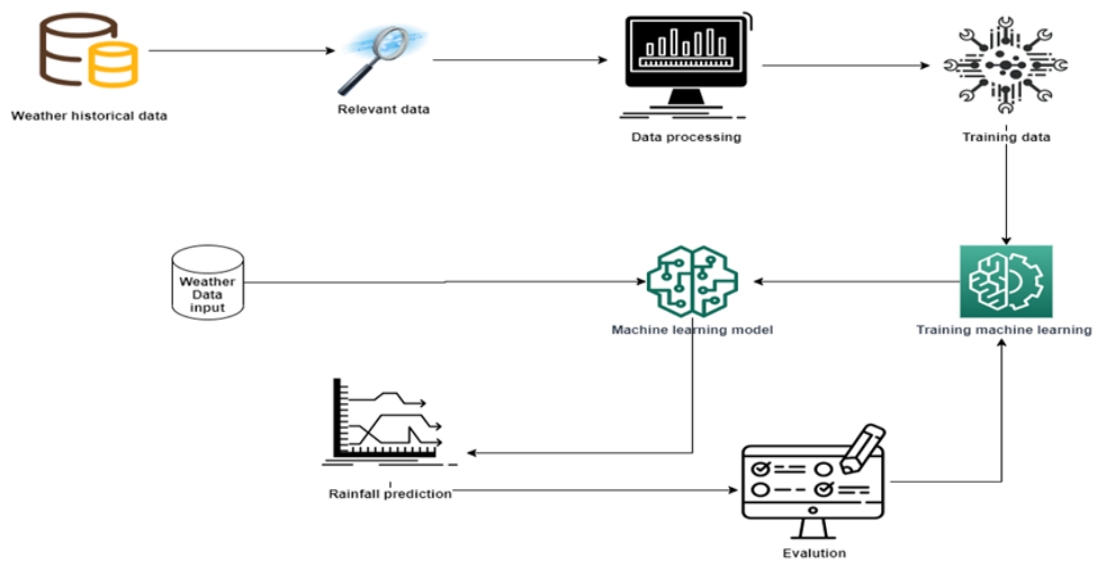 Weather historical data
Relevant data
Data processing
Training data
Weather
Data
input
Machine learning model
Training machine learning
Rainfall prediction
Evalution